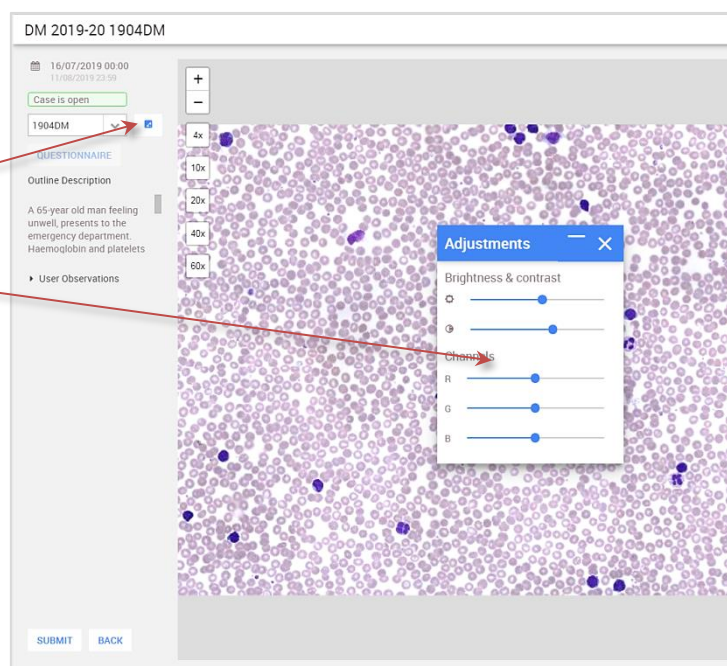 DM 2019-20 1904DM
16/07/2019 00:00
11/08/2019 23:59
Case is open
1904DM
QUESTIONNAIRE
Outline Description
A 65-year old man feeling
unwell, presents to the
emergency department.
Haemoglobin and platelets
User Observations
SUBMIT
BACK
+
−
4x
10x
20x
40x
60x
Adjustments
Brightness & contrast
Channels
R
G
B